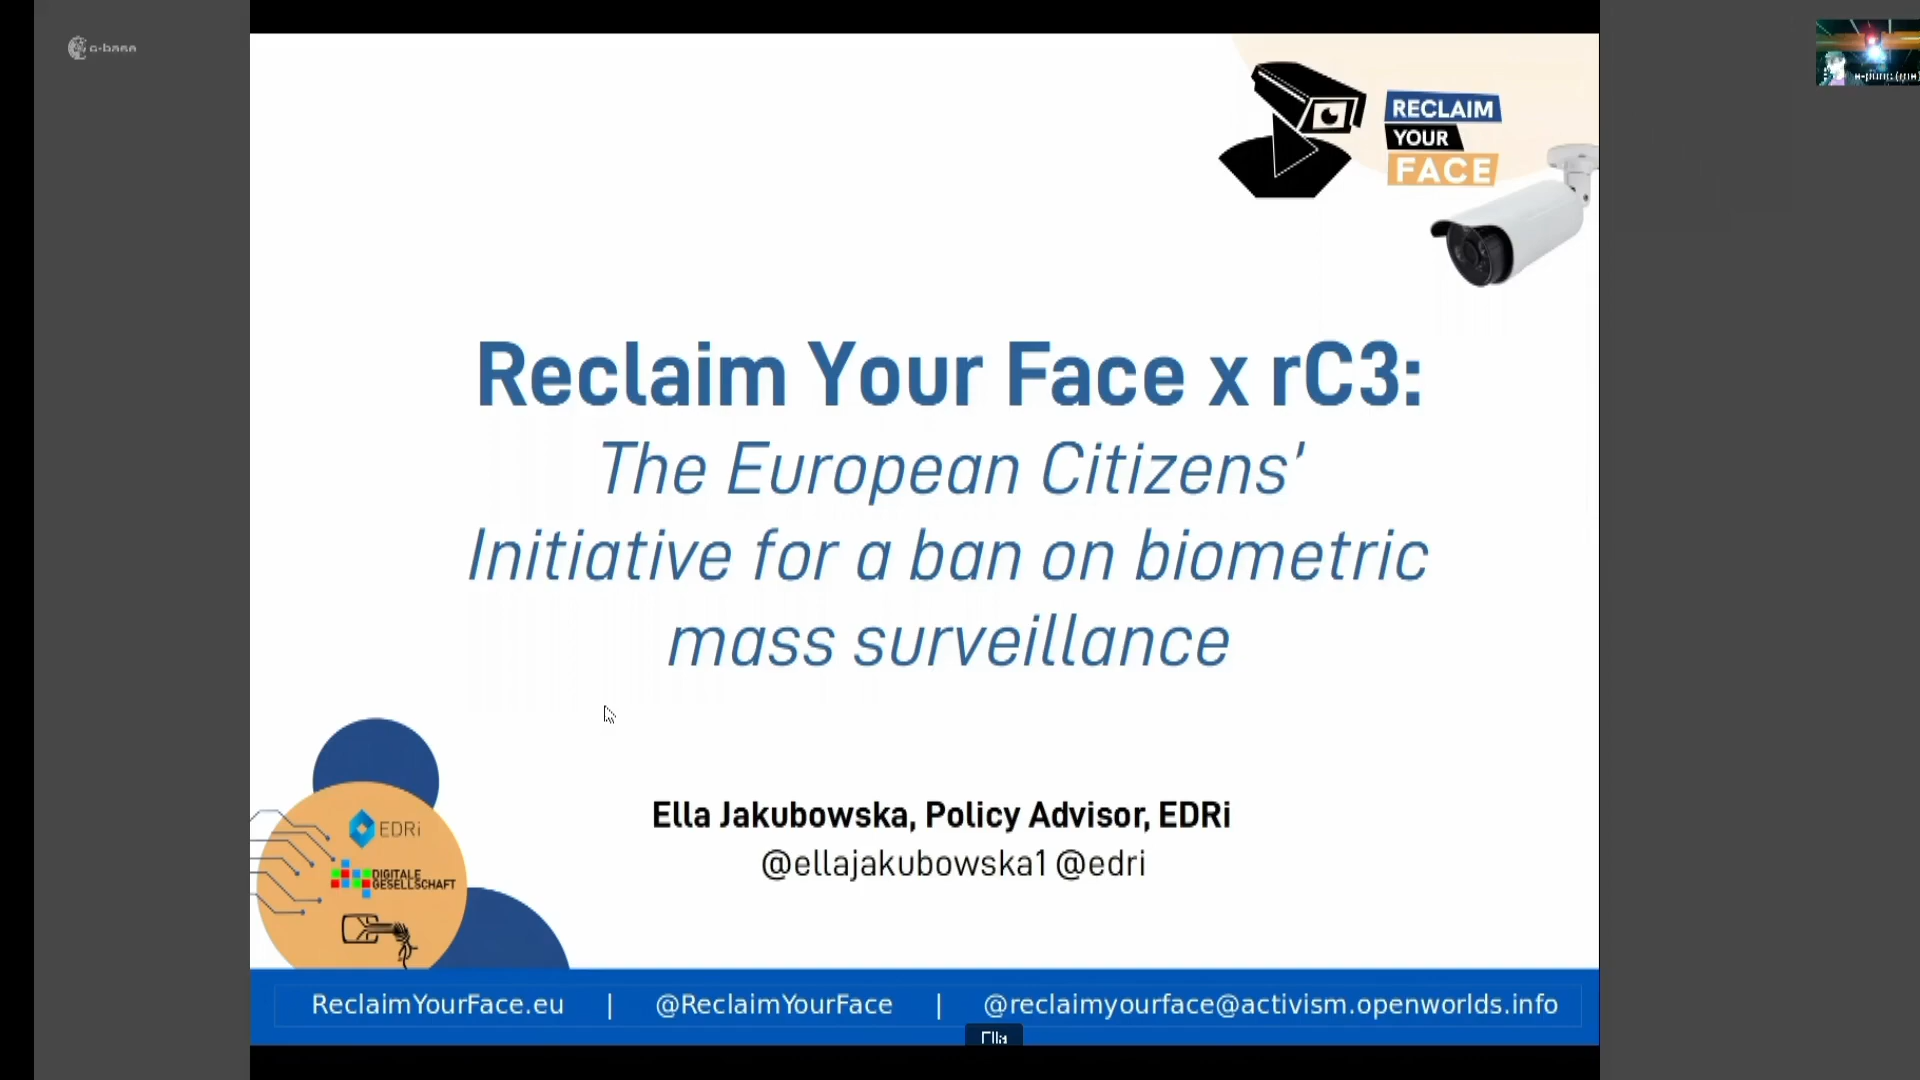 c-base
RECLAIM
YOUR
FACE
Reclaim Your Face x rC3:
The European Citizens'
Initiative for a ban on biometric
mass surveillance
Ella Jakubowska, Policy Advisor, EDRi
@ellajakubowska1 @edri
EDRi
DIGITALE
GESELLSCHAFT
ReclaimYourFace.eu | @ReclaimYourFace | @reclaimyourface@activism.openworlds.info
Ella